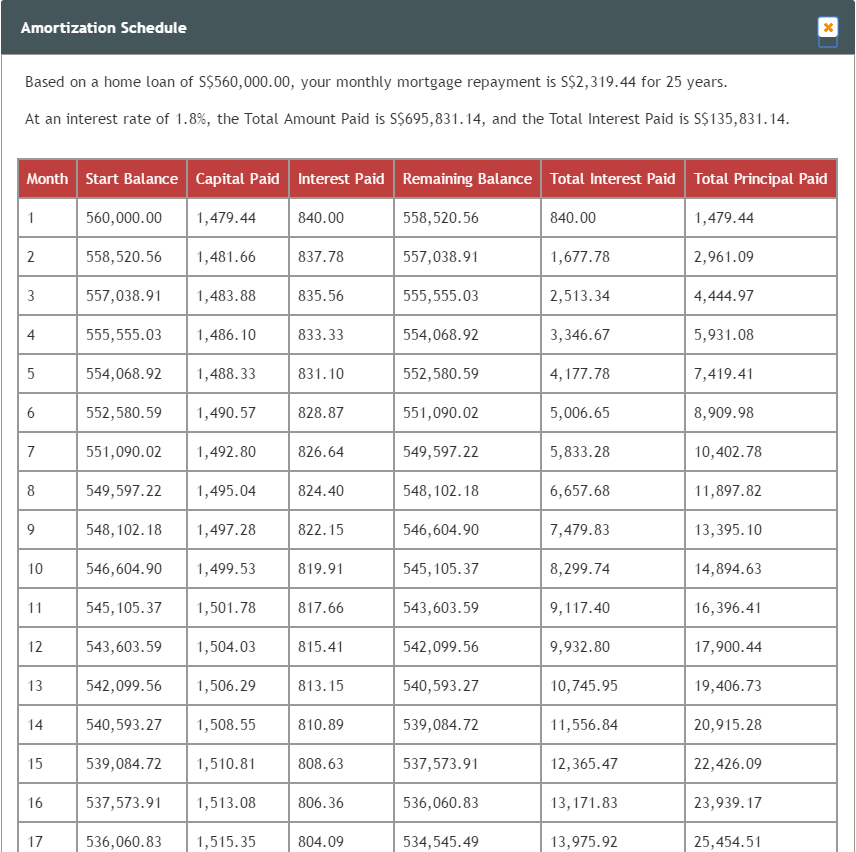 Amortization Schedule
Based on a home loan of S$560,000.00, your monthly mortgage repayment is S$2,319.44 for 25 years.
At an interest rate of 1.8%, the Total Amount Paid is S$695,831.14, and the Total Interest Paid is S$135,831.14.
Month Start Balance Capital Paid Interest Paid Remaining Balance Total Interest Paid Total Principal Paid
1 560,000.00 1,479.44 840.00 558,520.56 840.00 1,479.44
2 558,520.56 1,481.66 837.78 557,038.91 1,677.78 2,961.09
3 557,038.91 1,483.88 835.56 555,555.03 2,513.34 4,444.97
4 555,555.03 1,486.10 833.33 554,068.92 3,346.67 5,931.08
5 554,068.92 1,488.33 831.10 552,580.59 4,177.78 7,419.41
6 552,580.59 1,490.57 828.87 551,090.02 5,006.65 8,909.98
7 551,090.02 1,492.80 826.64 549,597.22 5,833.28 10,402.78
8 549,597.22 1,495.04 824.40 548,102.18 6,657.68 11,897.82
9 548,102.18 1,497.28 822.15 546,604.90 7,479.83 13,395.10
10 546,604.90 1,499.53 819.91 545,105.37 8,299.74 14,894.63
11 545,105.37 1,501.78 817.66 543,603.59 9,117.40 16,396.41
12 543,603.59 1,504.03 815.41 542,099.56 9,932.80 17,900.44
13 542,099.56 1,506.29 813.15 540,593.27 10,745.95 19,406.73
14 540,593.27 1,508.55 810.89 539,084.72 11,556.84 20,915.28
15 539,084.72 1,510.81 808.63 537,573.91 12,365.47 22,426.09
16 537,573.91 1,513.08 806.36 536,060.83 13,171.83 23,939.17
17 536,060.83 1,515.35 804.09 534,545.49 13,975.92 25,454.51